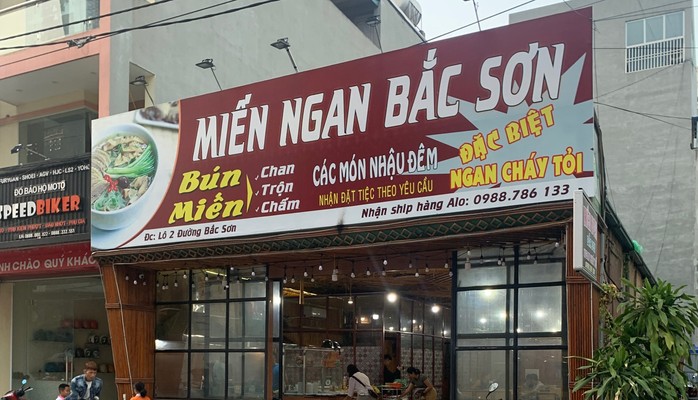 MIẾN NGAN BẮC SƠN
Bún
Miến
Chan
Trộn
Chấm
CÁC MÓN NHẬU ĐÊM
NHẬN ĐẶT TIỆC THEO YÊU CẦU
ĐẶC BIỆT
NGAN CHÁY TỎI
Nhận ship hàng Alo: 0988.786 133
Đc: Lô 2 Đường Bắc Sơn
ĐỒ BẢO HỘ MOTO
SPEEDBIKER
NH CHÀO QUÝ KHÁC